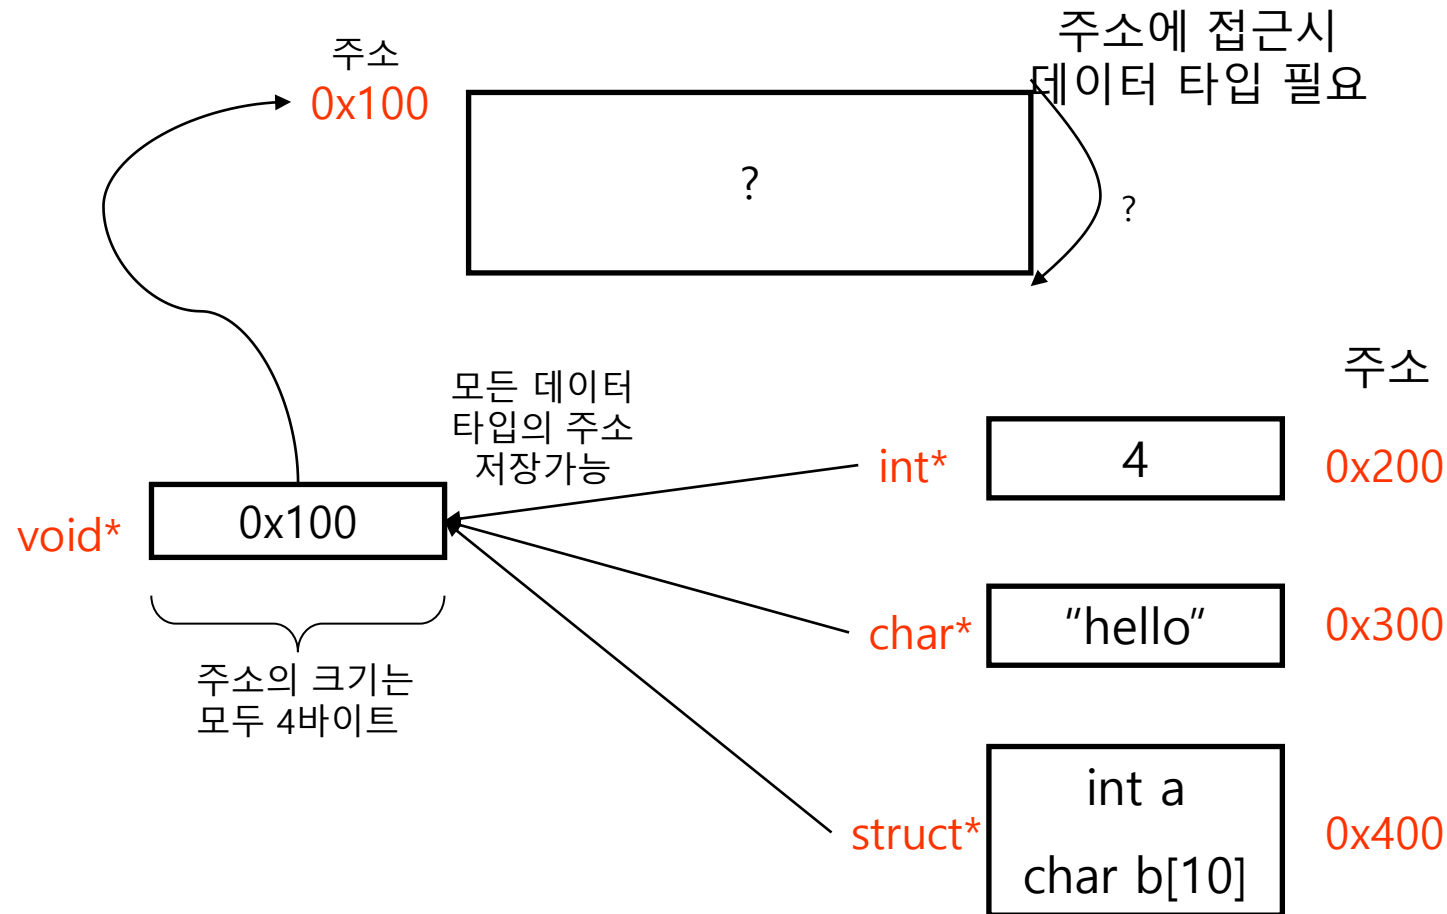 주소에 접근시
데이터 타입 필요
주소
0x100
?
?
주소
모든 데이터
타입의 주소
저장가능
int*
4
0x200
void*
0x100
char*
“hello”
0x300
주소의 크기는
모두 4바이트
struct*
int a
char b[10]
0x400